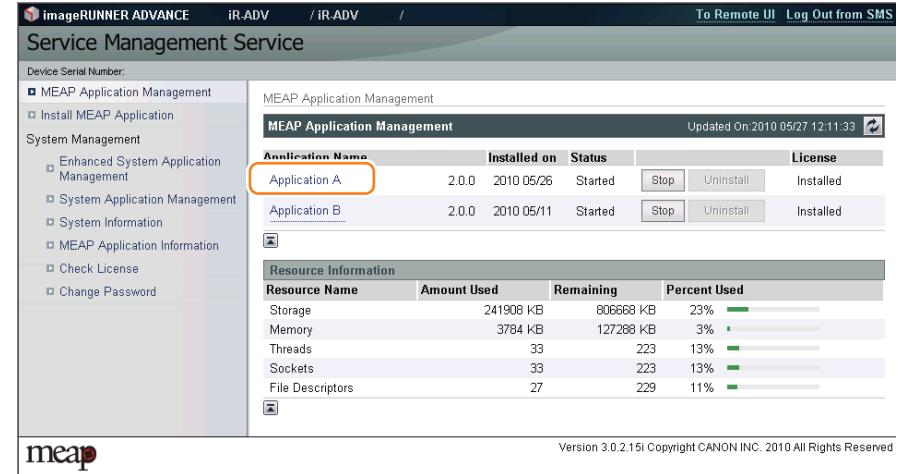 imageRUNNER ADVANCE iR-ADV / iR-ADV / To Remote UI Log Out from SMS
Service Management Service
Device Serial Number:
MEAP Application Management
Install MEAP Application
System Management
Enhanced System Application
Management
System Application Management
System Information
MEAP Application Information
Check License
Change Password
MEAP Application Management
MEAP Application Management Updated On:2010 05/27 12:11:33
Application Name Installed on Status License
Application A 2.0.0 2010 05/26 Started Stop Uninstall Installed
Application B 2.0.0 2010 05/11 Started Stop Uninstall Installed
Resource Information
Resource Name Amount Used Remaining Percent Used
Storage 241908 KB 806668 KB 23%
Memory 3784 KB 127288 KB 3%
Threads 33 223 13%
Sockets 33 223 13%
File Descriptors 27 229 11%
meap Version 3.0.2.15i Copyright CANON INC. 2010 All Rights Reserved